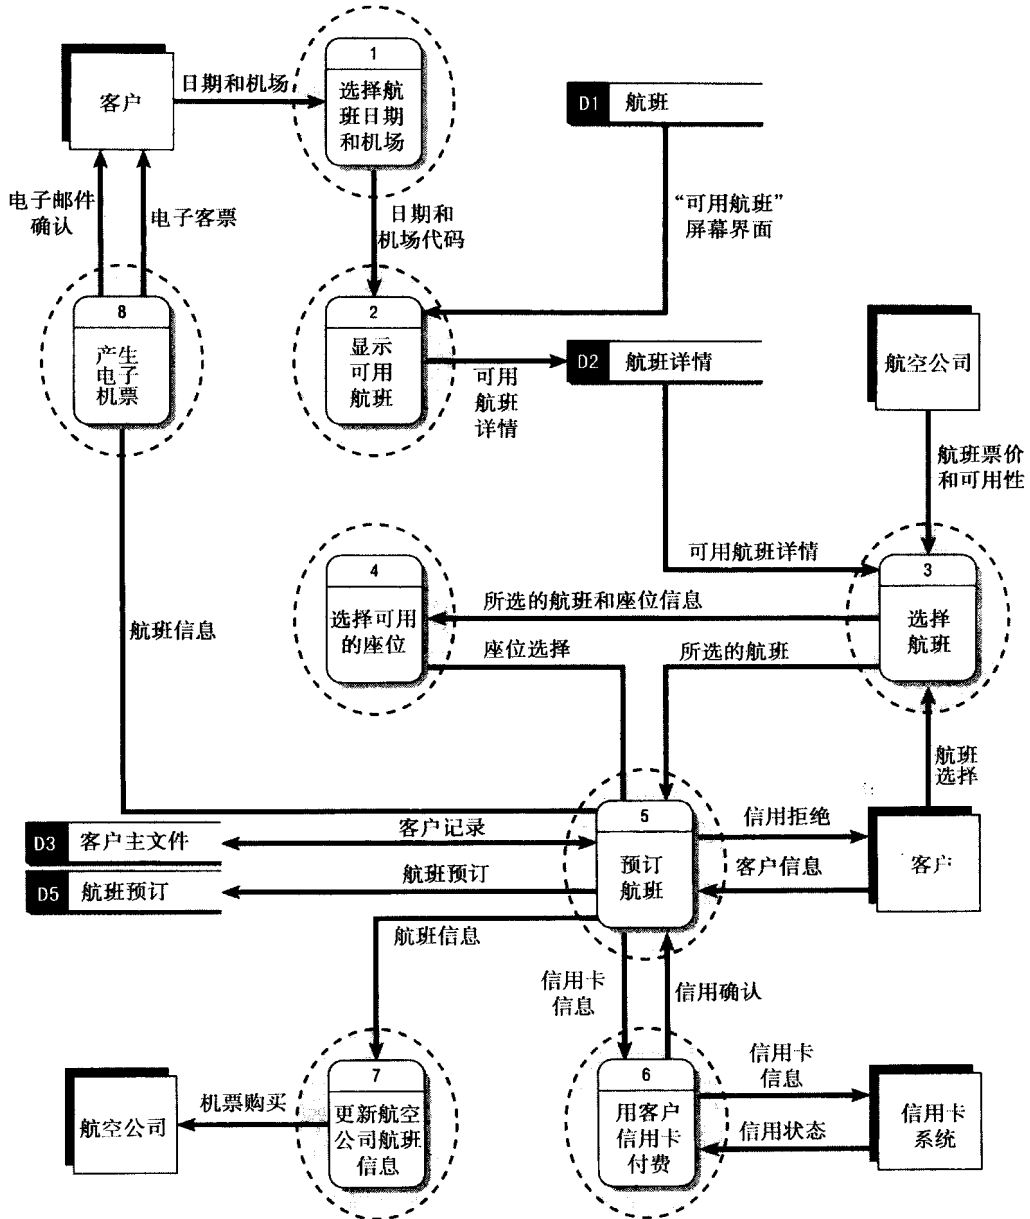 客户
日期和机场
1
选择航
班日期
和机场
D1
航班
电子邮件
确认
电子客票
日期和
机场代码
“可用航班”
屏幕界面
8
产生
电子
机票
2
显示
可用
航班
可用
航班
详情
D2
航班详情
航空公司
航班票价
和可用性
可用航班详情
3
选择
航班
4
选择可用
的座位
所选的航班和座位信息
座位选择
所选的航班
航班信息
航班
选择
5
预订
航班
信用拒绝
客户信息
客户
D3
客户主文件
客户记录
D5
航班预订
航班预订
航班信息
信用卡
信息
信用确认
7
更新航空
公司航班
信息
机票购买
航空公司
6
用客户
信用卡
付费
信用卡
信息
信用状态
信用卡
系统